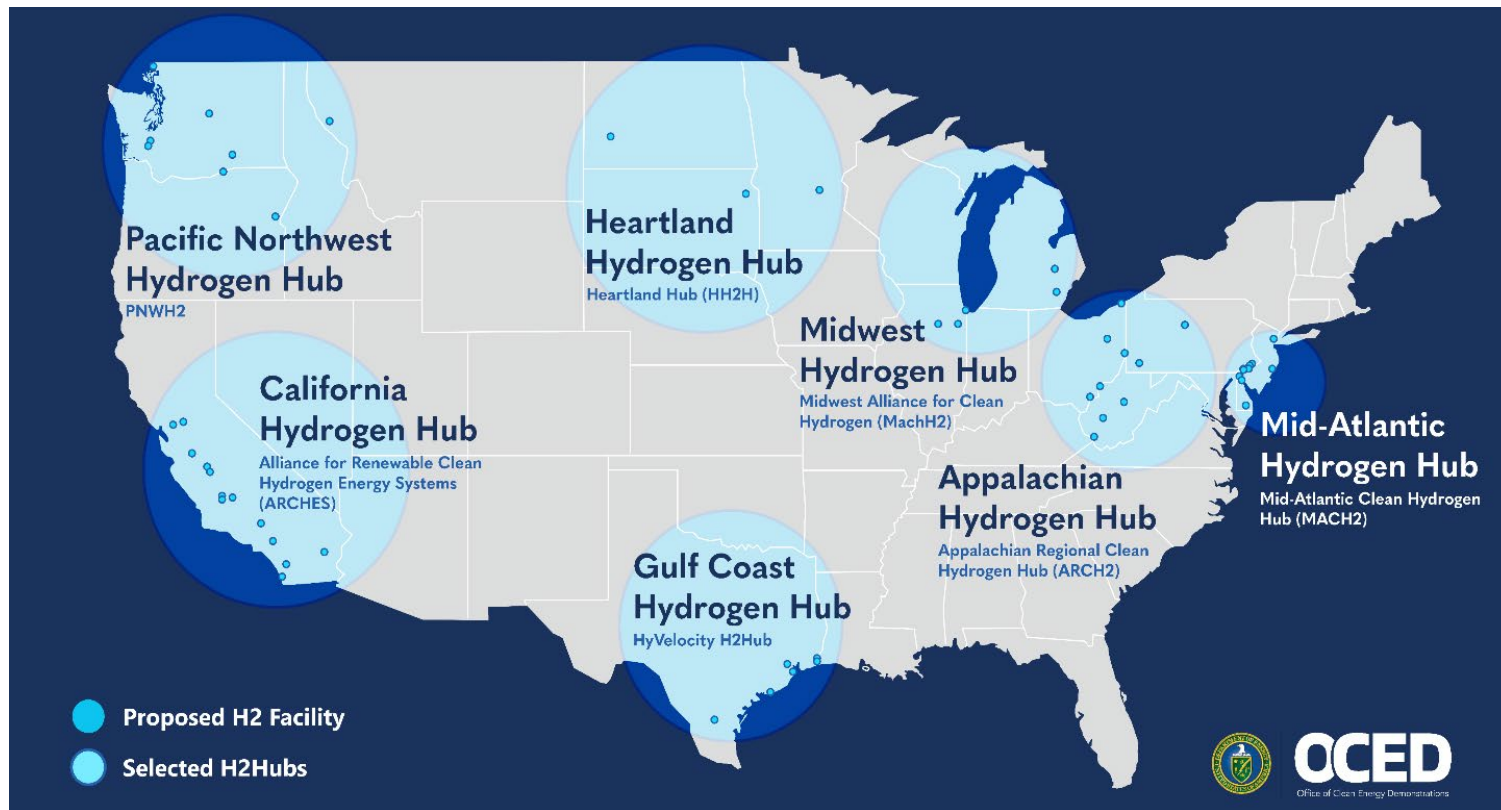 Pacific Northwest
Hydrogen Hub
PNWH2
Heartland
Hydrogen Hub
Heartland Hub (HH2H)
Midwest
Hydrogen Hub
Midwest Alliance for Clean
Hydrogen (MachH2)
California
Hydrogen Hub
Alliance for Renewable Clean
Hydrogen Energy Systems
(ARCHES)
Mid-Atlantic
Hydrogen Hub
Mid-Atlantic Clean Hydrogen
Hub (MACH2)
Appalachian
Hydrogen Hub
Appalachian Regional Clean
Hydrogen Hub (ARCH2)
Gulf Coast
Hydrogen Hub
HyVelocity H2Hub
Proposed H2 Facility
Selected H2Hubs
OCED
Office of Clean Energy Demonstrations